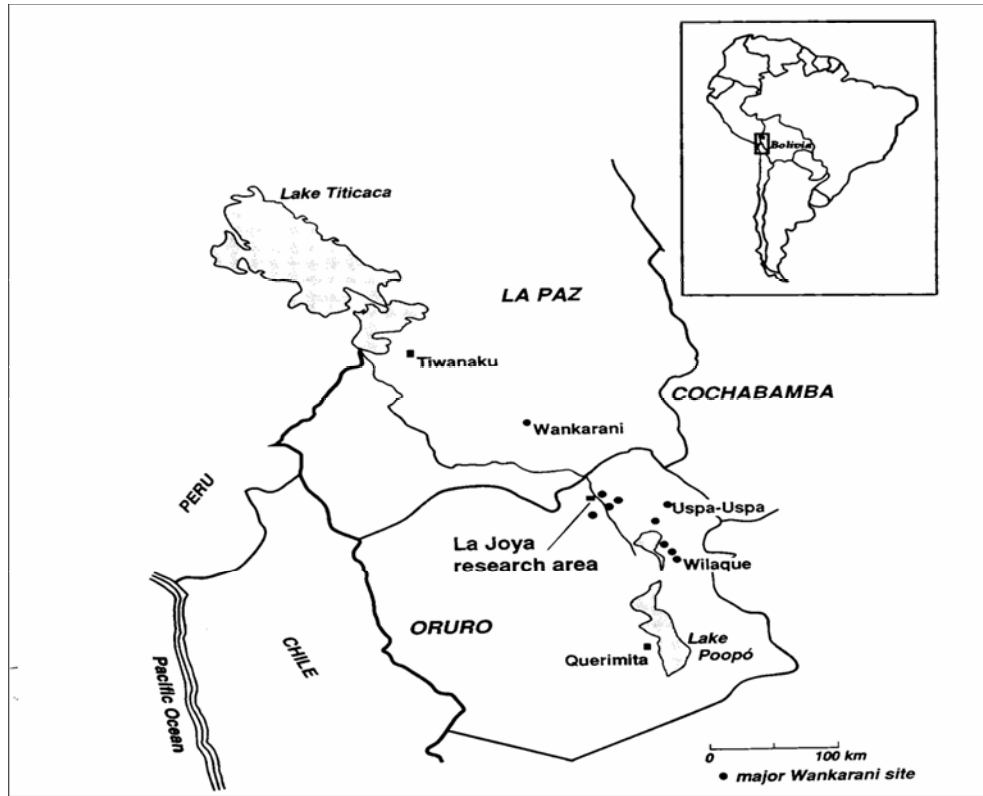 Bolivia
Lake Titicaca
LA PAZ
Tiwanaku
COCHABAMBA
Wankarani
PERU
Uspa-Uspa
La Joya
research area
Wilaque
ORURO
CHILE
Lake
Poopó
Querimita
Pacific Ocean
0 100 km
major Wankarani site